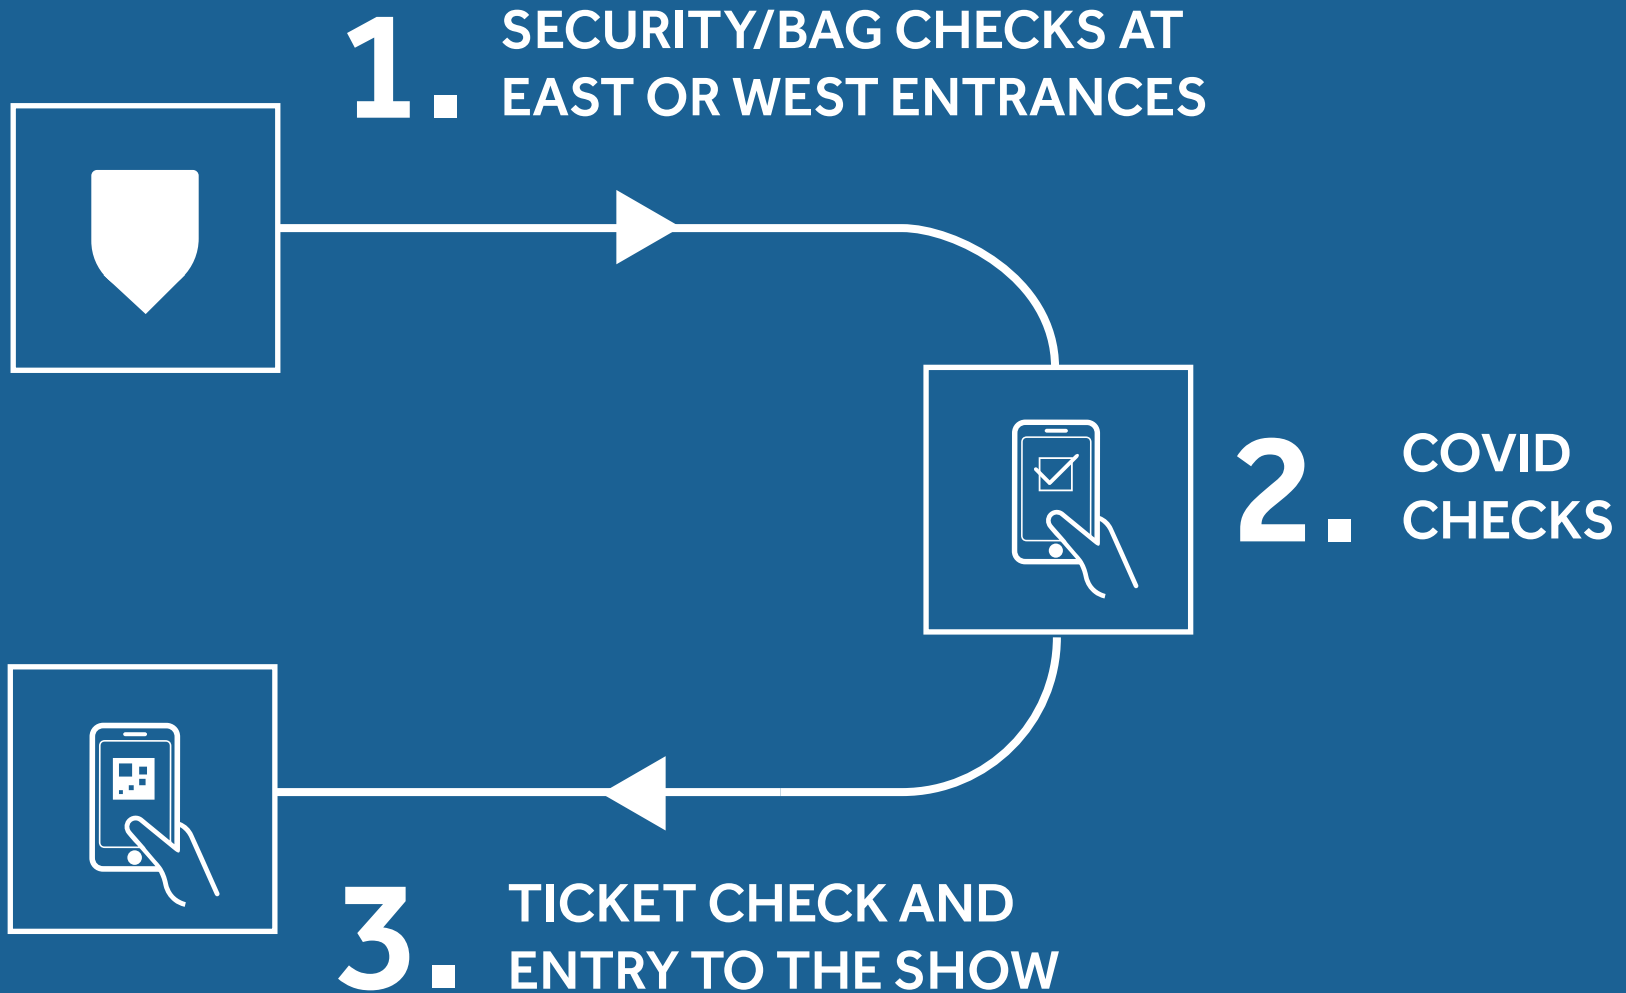 1. SECURITY/BAG CHECKS AT
EAST OR WEST ENTRANCES
2. COVID
CHECKS
3. TICKET CHECK AND
ENTRY TO THE SHOW